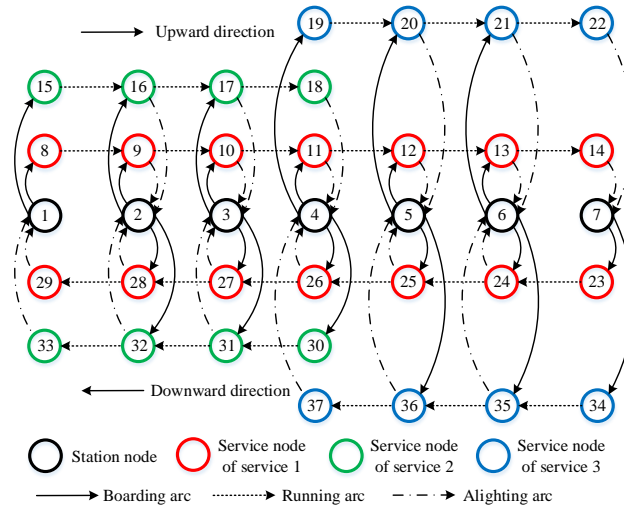 19 20 21 22
Upward direction
15 16 17 18
8 9 10 11 12 13 14
1 2 3 4 5 6 7
29 28 27 26 25 24 23
33 32 31 30
Downward direction
37 36 35 34
Station node
Service node
of service 1
Service node
of service 2
Service node
of service 3
Boarding arc Running arc Alighting arc